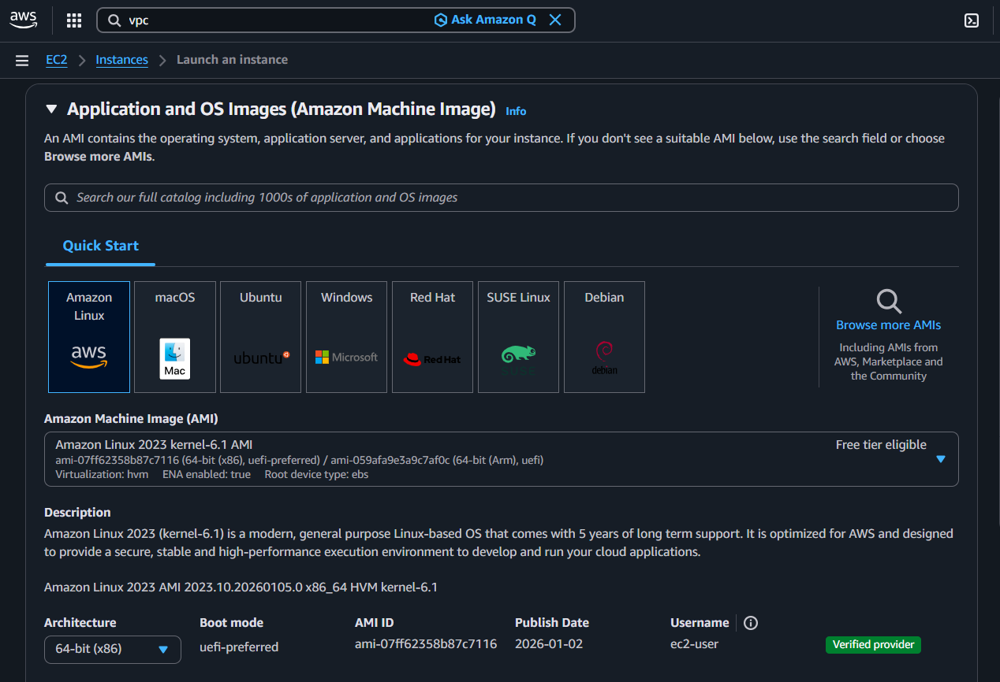 aws
vpc
Ask Amazon Q
EC2
Instances
Launch an instance
Application and OS Images (Amazon Machine Image) Info
An AMI contains the operating system, application server, and applications for your instance. If you don't see a suitable AMI below, use the search field or choose
Browse more AMIs.
Search our full catalog including 1000s of application and OS images
Quick Start
Amazon
Linux
aws
macOS
Mac
Ubuntu
ubuntu
Windows
Microsoft
Red Hat
Red Hat
SUSE Linux
SUSE
Debian
debian
Browse more AMIs
Including AMIs from
AWS, Marketplace and
the Community
Amazon Machine Image (AMI)
Amazon Linux 2023 kernel-6.1 AMI
Free tier eligible
ami-07ff62358b87c7116 (64-bit (x86), uefi-preferred) / ami-059afa9e3a9c7af0c (64-bit (Arm), uefi)
Virtualization: hvm ENA enabled: true Root device type: ebs
Description
Amazon Linux 2023 (kernel-6.1) is a modern, general purpose Linux-based OS that comes with 5 years of long term support. It is optimized for AWS and designed
to provide a secure, stable and high-performance execution environment to develop and run your cloud applications.
Amazon Linux 2023 AMI 2023.10.20260105.0 x86_64 HVM kernel-6.1
Architecture
64-bit (x86)
Boot mode
uefi-preferred
AMI ID
ami-07ff62358b87c7116
Publish Date
2026-01-02
Username
ec2-user
Verified provider